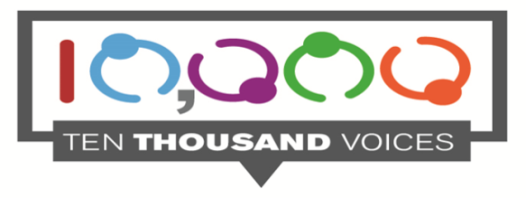 10,000
TEN THOUSAND VOICES